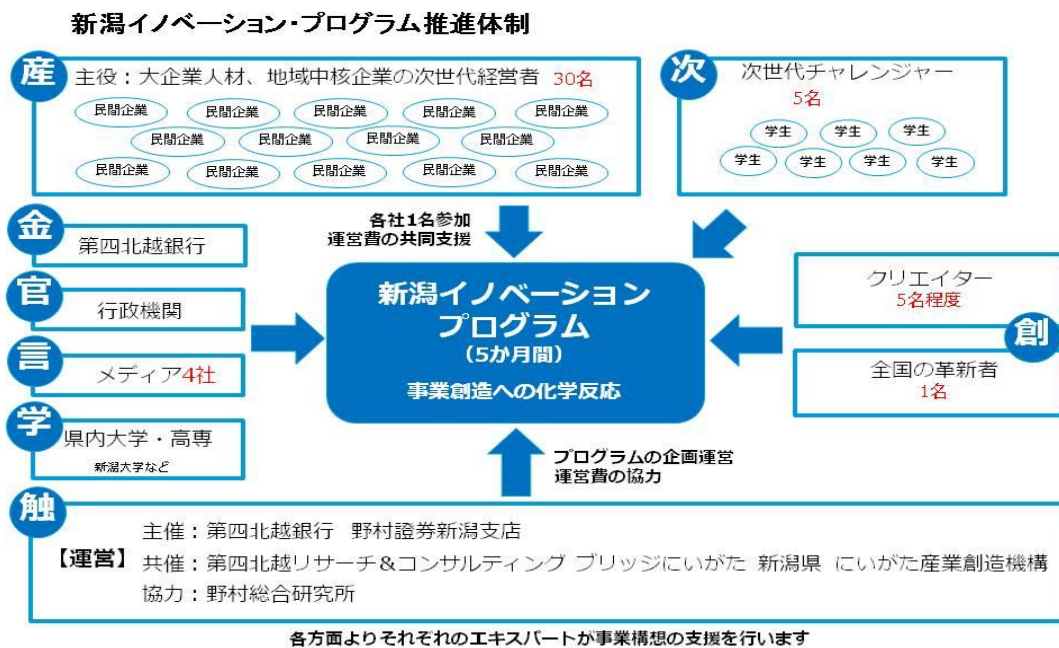 新潟イノベーション・プログラム推進体制
産
主役：大企業人材、地域中核企業の次世代経営者 30名
民間企業 民間企業 民間企業 民間企業 民間企業
民間企業 民間企業 民間企業 民間企業
民間企業 民間企業 民間企業 民間企業 民間企業
次
次世代チャレンジャー
5名
学生 学生 学生
学生 学生 学生 学生
各社1名参加
運営費の共同支援
金
第四北越銀行
官
行政機関
言
メディア4社
学
県内大学・高専
新潟大学など
新潟イノベーション
プログラム
（5か月間）
事業創造への化学反応
クリエイター
5名程度
創
全国の革新者
1名
プログラムの企画運営
運営費の協力
触
【運営】
主催：第四北越銀行 野村證券新潟支店
共催：第四北越リサーチ&コンサルティング ブリッジにいがた 新潟県 にいがた産業創造機構
協力：野村総合研究所
各方面よりそれぞれのエキスパートが事業構想の支援を行います